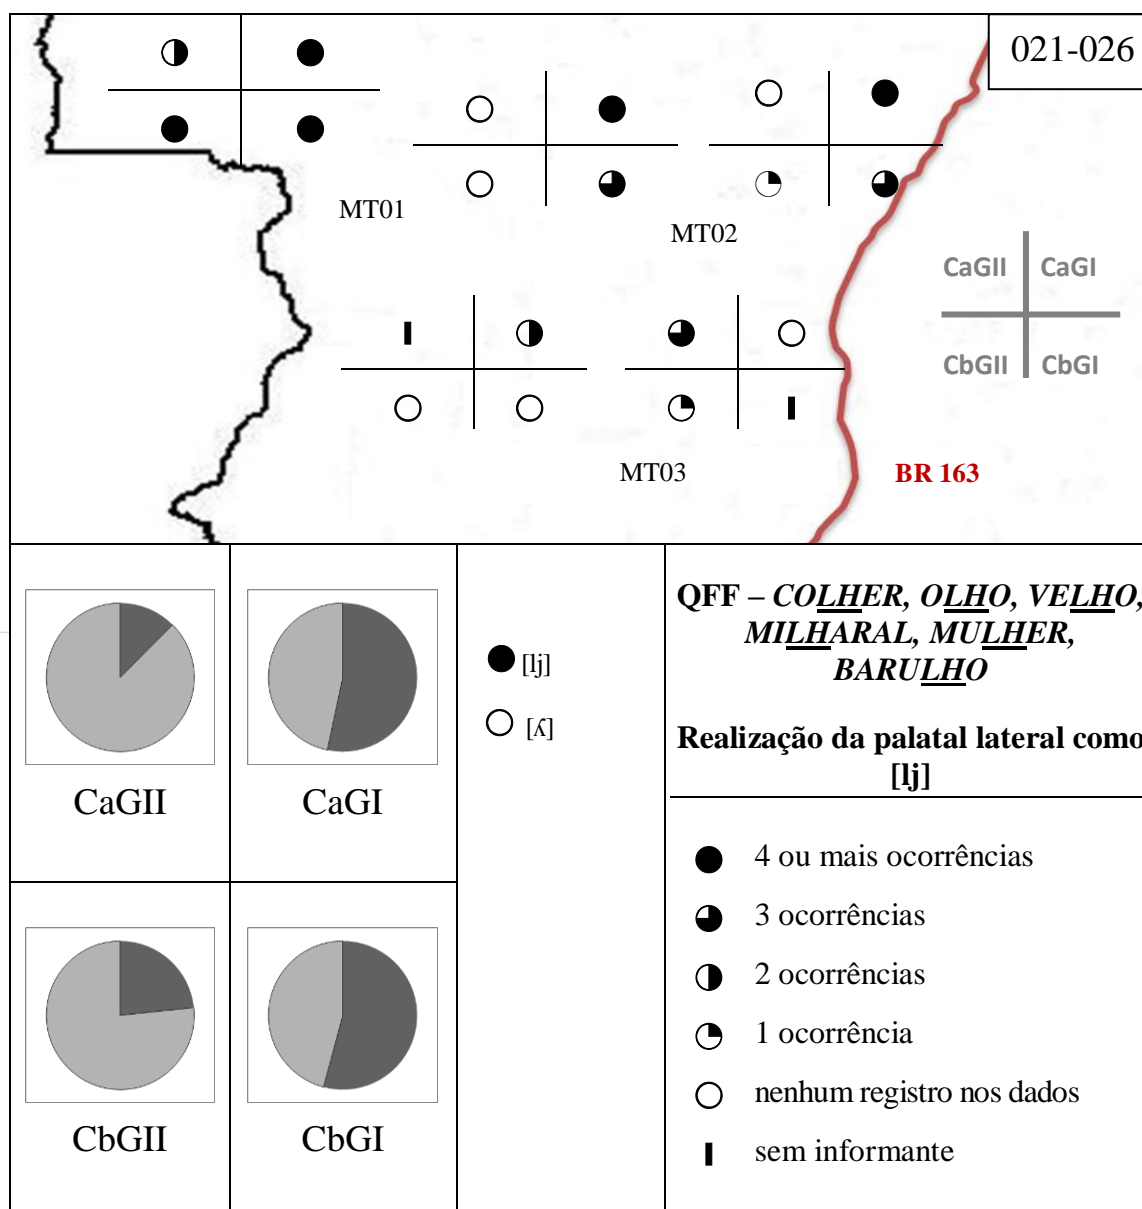 021-026
MT01
MT02
CaGII CaGI
CbGII CbGI
MT03
BR 163
CaGII
CaGI
CbGII
CbGI
[lj]
[ʎ]
QFF – COLHER, OLHO, VELHO,
MILHARAL, MULHER,
BARULHO
Realização da palatal lateral como
[lj]
4 ou mais ocorrências
3 ocorrências
2 ocorrências
1 ocorrência
nenhum registro nos dados
sem informante